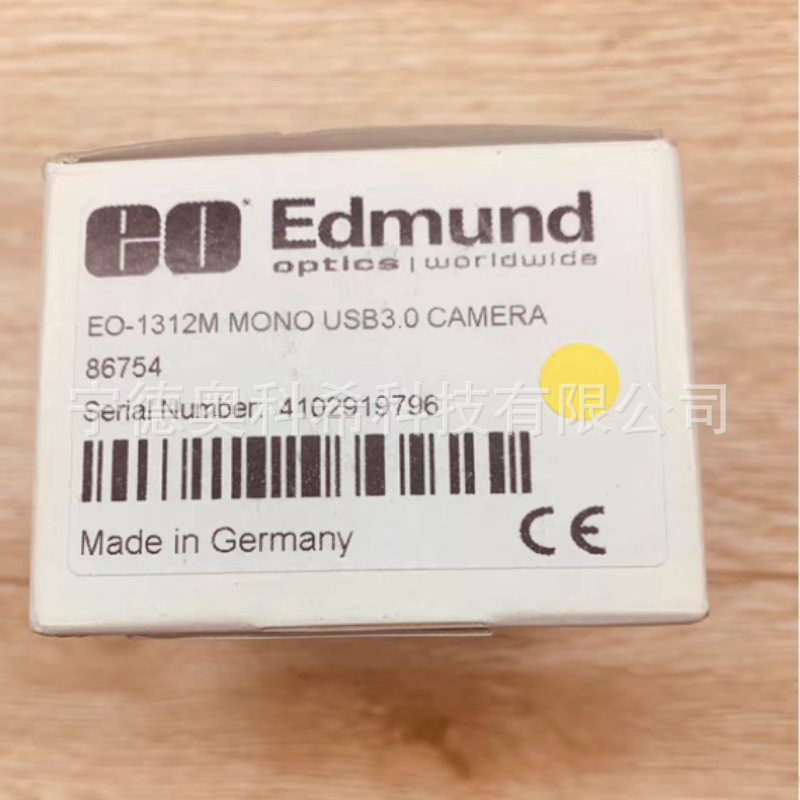 eo Edmund
optics | worldwide
EO-1312M MONO USB3.0 CAMERA
86754
Serial Number: 4102919796
宁德奥科希科技有限公司
Made in Germany CE